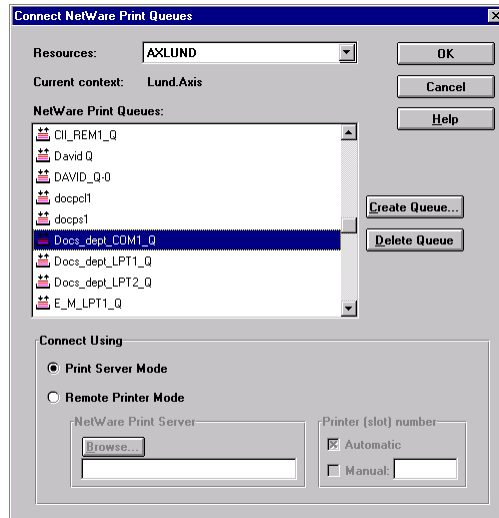 Connect NetWare Print Queues
Resources: AXLUND
OK
Current context: Lund.Axis
Cancel
NetWare Print Queues:
Help
CII_REM1_Q
David Q
DAVID_Q-0
docpcl1
docps1
Docs_dept_COM1_Q
Docs_dept_LPT1_Q
Docs_dept_LPT2_Q
E_M_LPT1_Q
Create Queue...
Delete Queue
Connect Using
Print Server Mode
Remote Printer Mode
NetWare Print Server
Browse...
Printer (slot) number
Automatic
Manual: